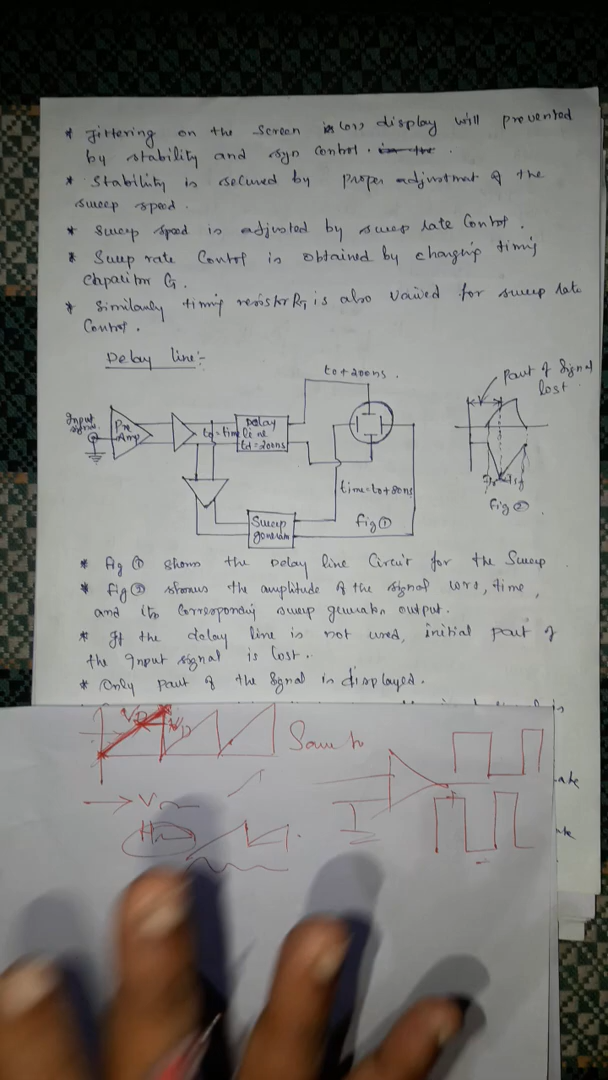 * Jittering on the screen (or) display will prevented
by stability and syn control.
* Stability is secured by proper adjustmat of the
sweep speed.
* Sweep speed is adjusted by sweep rate Control.
* Sweep rate Control is obtained by changing timing
Capacitor
* Similarly timing resistor RT is also varied for sweep rate
Control.
Delay line:-
to + 200ns.
Part of Signal
lost
Input
signal
Pre
Amp
to = time
Delay
line
td = 200ns
time = to + 80ns
Sweep
generator
fig ①
fig ②
* Fig ① shows the Delay line Circuit for the Sweep
* fig ② shows the amplitude of the signal w.r.t, time,
and its Corresponding sweep generator output.
* If the delay line is not used, initial part of
the Input signal is lost.
* Only part of the Signal is displayed.
VD
ND
Saw to
V
H